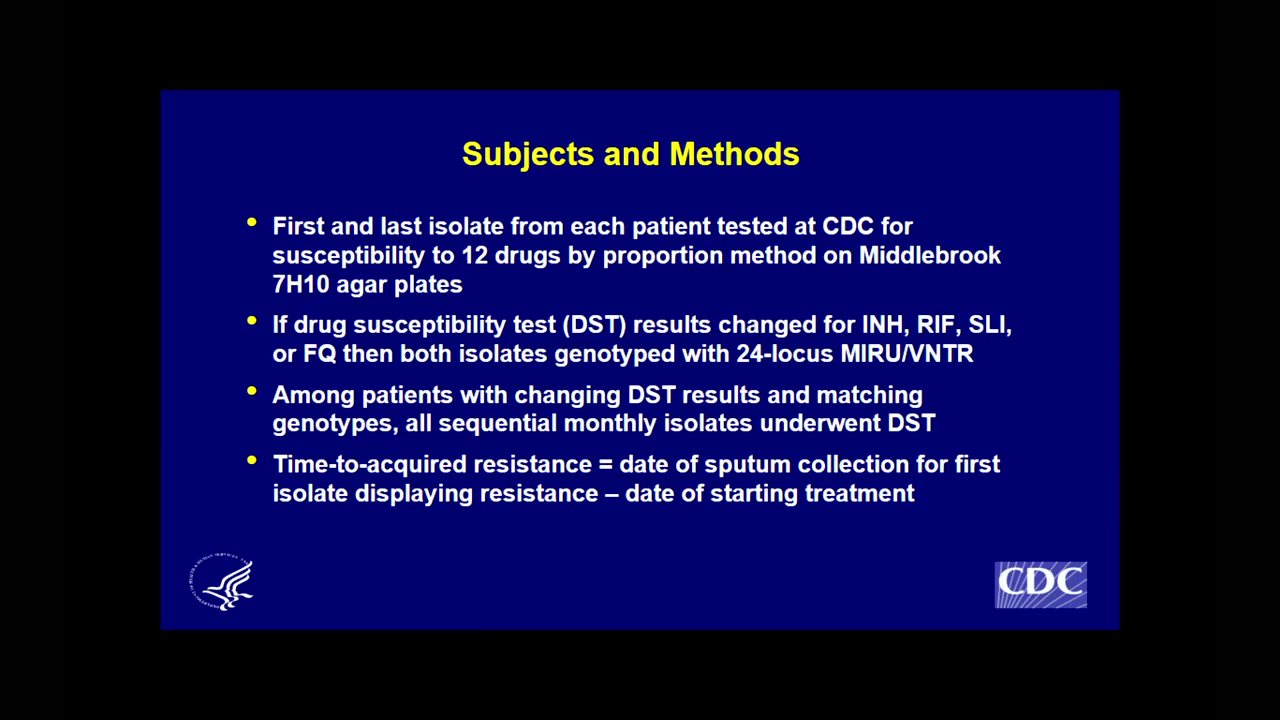 Subjects and Methods
• First and last isolate from each patient tested at CDC for
susceptibility to 12 drugs by proportion method on Middlebrook
7H10 agar plates
• If drug susceptibility test (DST) results changed for INH, RIF, SLI,
or FQ then both isolates genotyped with 24-locus MIRU/VNTR
• Among patients with changing DST results and matching
genotypes, all sequential monthly isolates underwent DST
• Time-to-acquired resistance = date of sputum collection for first
isolate displaying resistance – date of starting treatment
CDC